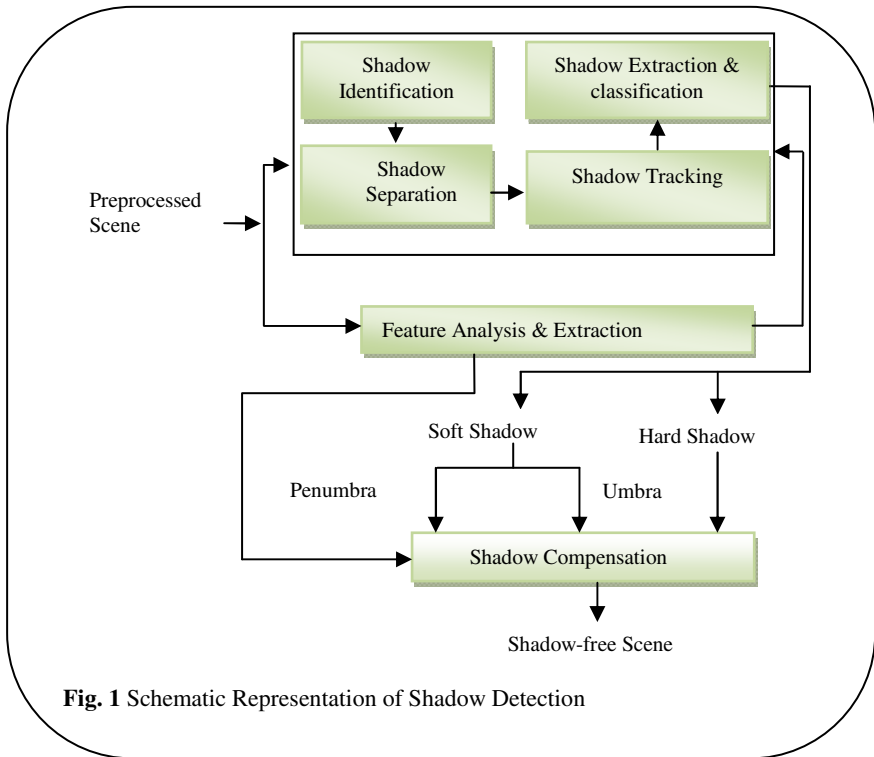 Shadow
Identification
Shadow Extraction &
classification
Shadow
Separation
Shadow Tracking
Preprocessed
Scene
Feature Analysis & Extraction
Soft Shadow
Hard Shadow
Penumbra
Umbra
Shadow Compensation
Shadow-free Scene
Fig. 1 Schematic Representation of Shadow Detection